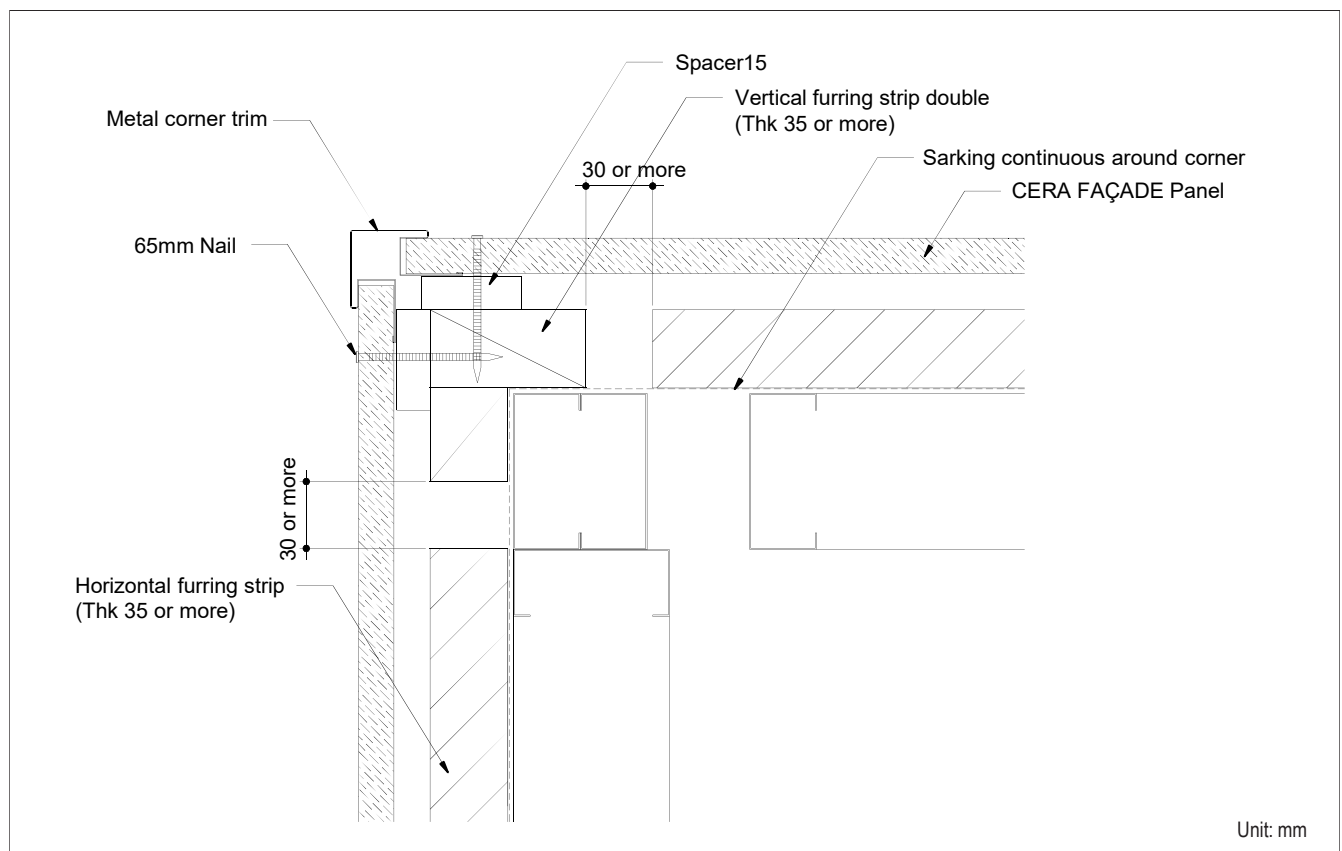 Spacer15
Vertical furring strip double
(Thk 35 or more)
Metal corner trim
Sarking continuous around corner
30 or more
CERA FAÇADE Panel
65mm Nail
30 or more
Horizontal furring strip
(Thk 35 or more)
Unit: mm